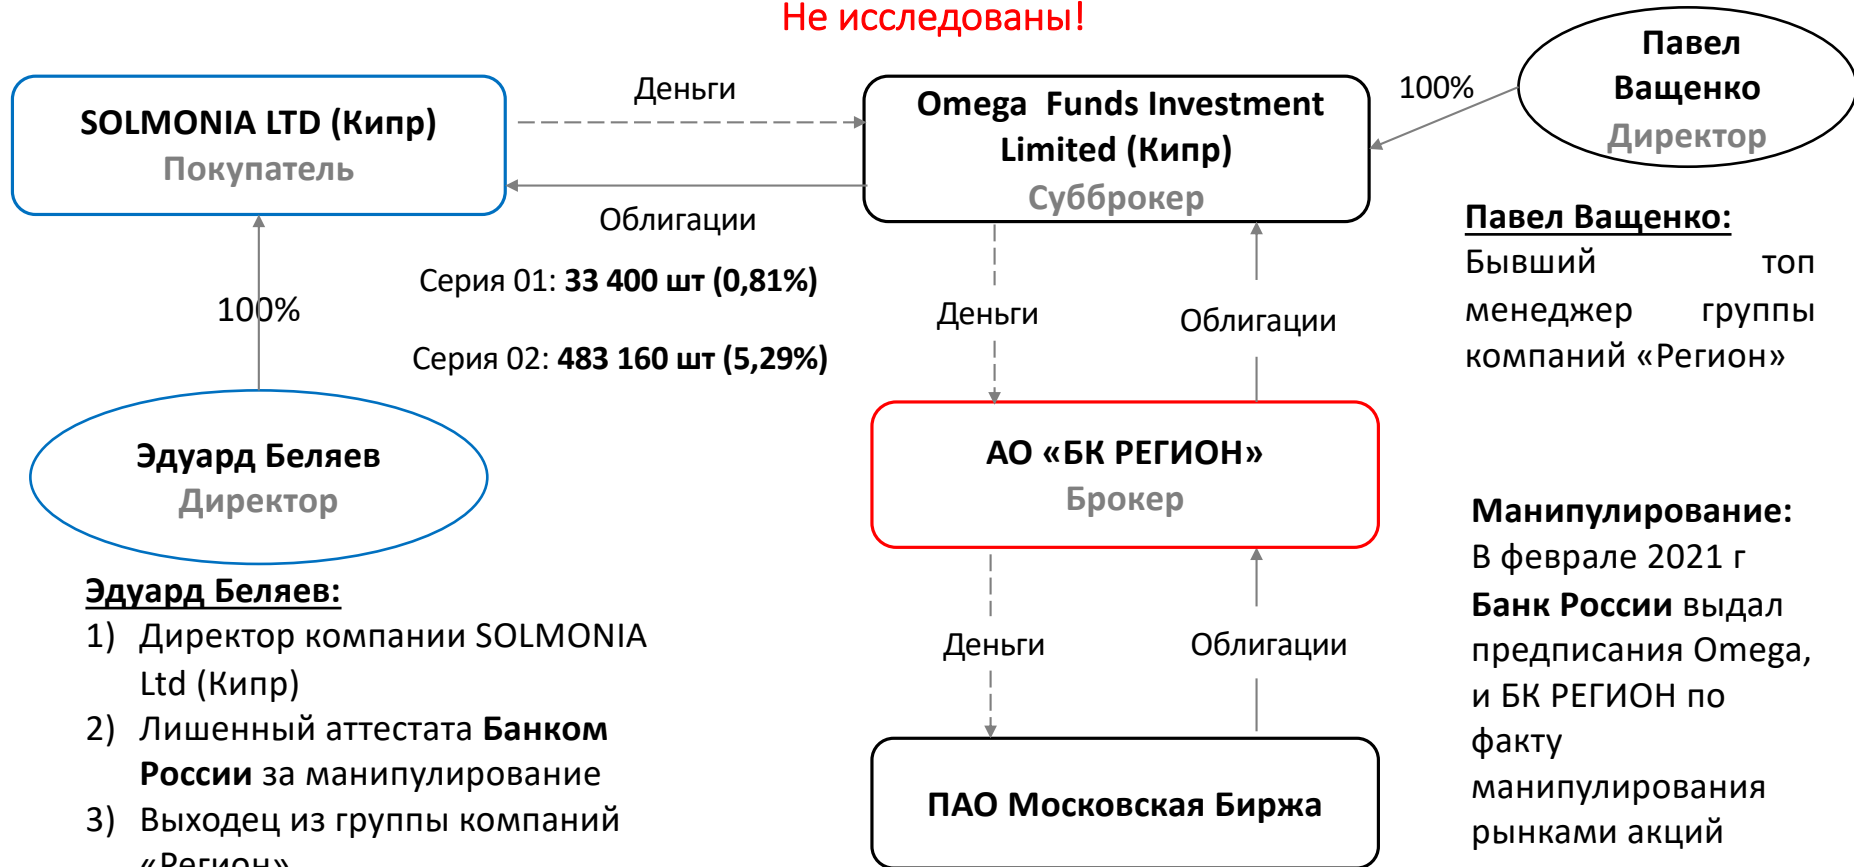 Не исследованы!
SOLMONIA LTD (Кипр)
Покупатель
Деньги
Omega Funds Investment
Limited (Кипр)
Субброкер
100%
Павел
Ващенко
Директор
Облигации
Серия 01: 33 400 шт (0,81%)
Серия 02: 483 160 шт (5,29%)
100%
Деньги
Облигации
Павел Ващенко:
Бывший топ
менеджер группы
компаний «Регион»
Эдуард Беляев
Директор
АО «БК РЕГИОН»
Брокер
Эдуард Беляев:
1) Директор компании SOLMONIA
Ltd (Кипр)
2) Лишенный аттестата Банком
России за манипулирование
3) Выходец из группы компаний
«Регион»
Деньги
Облигации
ПАО Московская Биржа
Манипулирование:
В феврале 2021 г
Банк России выдал
предписания Omega,
и БК РЕГИОН по
факту
манипулирования
рынками акций